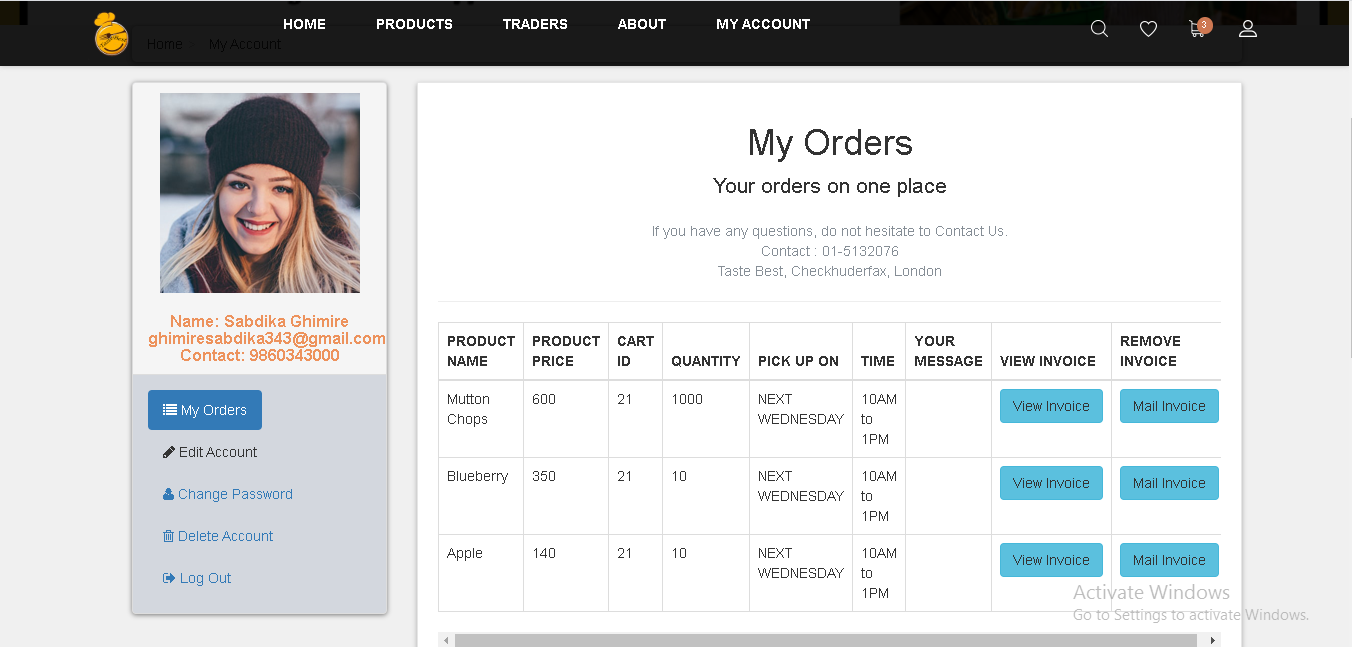 HOME PRODUCTS TRADERS ABOUT MY ACCOUNT
3
Home My Account
Name: Sabdika Ghimire
ghimiresabdika343@gmail.com
Contact: 9860343000
My Orders
Edit Account
Change Password
Delete Account
Log Out
My Orders
Your orders on one place
If you have any questions, do not hesitate to Contact Us.
Contact : 01-5132076
Taste Best, Checkhuderfax, London
PRODUCT NAME PRODUCT PRICE CART ID QUANTITY PICK UP ON TIME YOUR MESSAGE VIEW INVOICE REMOVE INVOICE
Mutton Chops 600 21 1000 NEXT WEDNESDAY 10AM to 1PM View Invoice Mail Invoice
Blueberry 350 21 10 NEXT WEDNESDAY 10AM to 1PM View Invoice Mail Invoice
Apple 140 21 10 NEXT WEDNESDAY 10AM to 1PM View Invoice Mail Invoice
Activate Windows
Go to Settings to activate Windows.